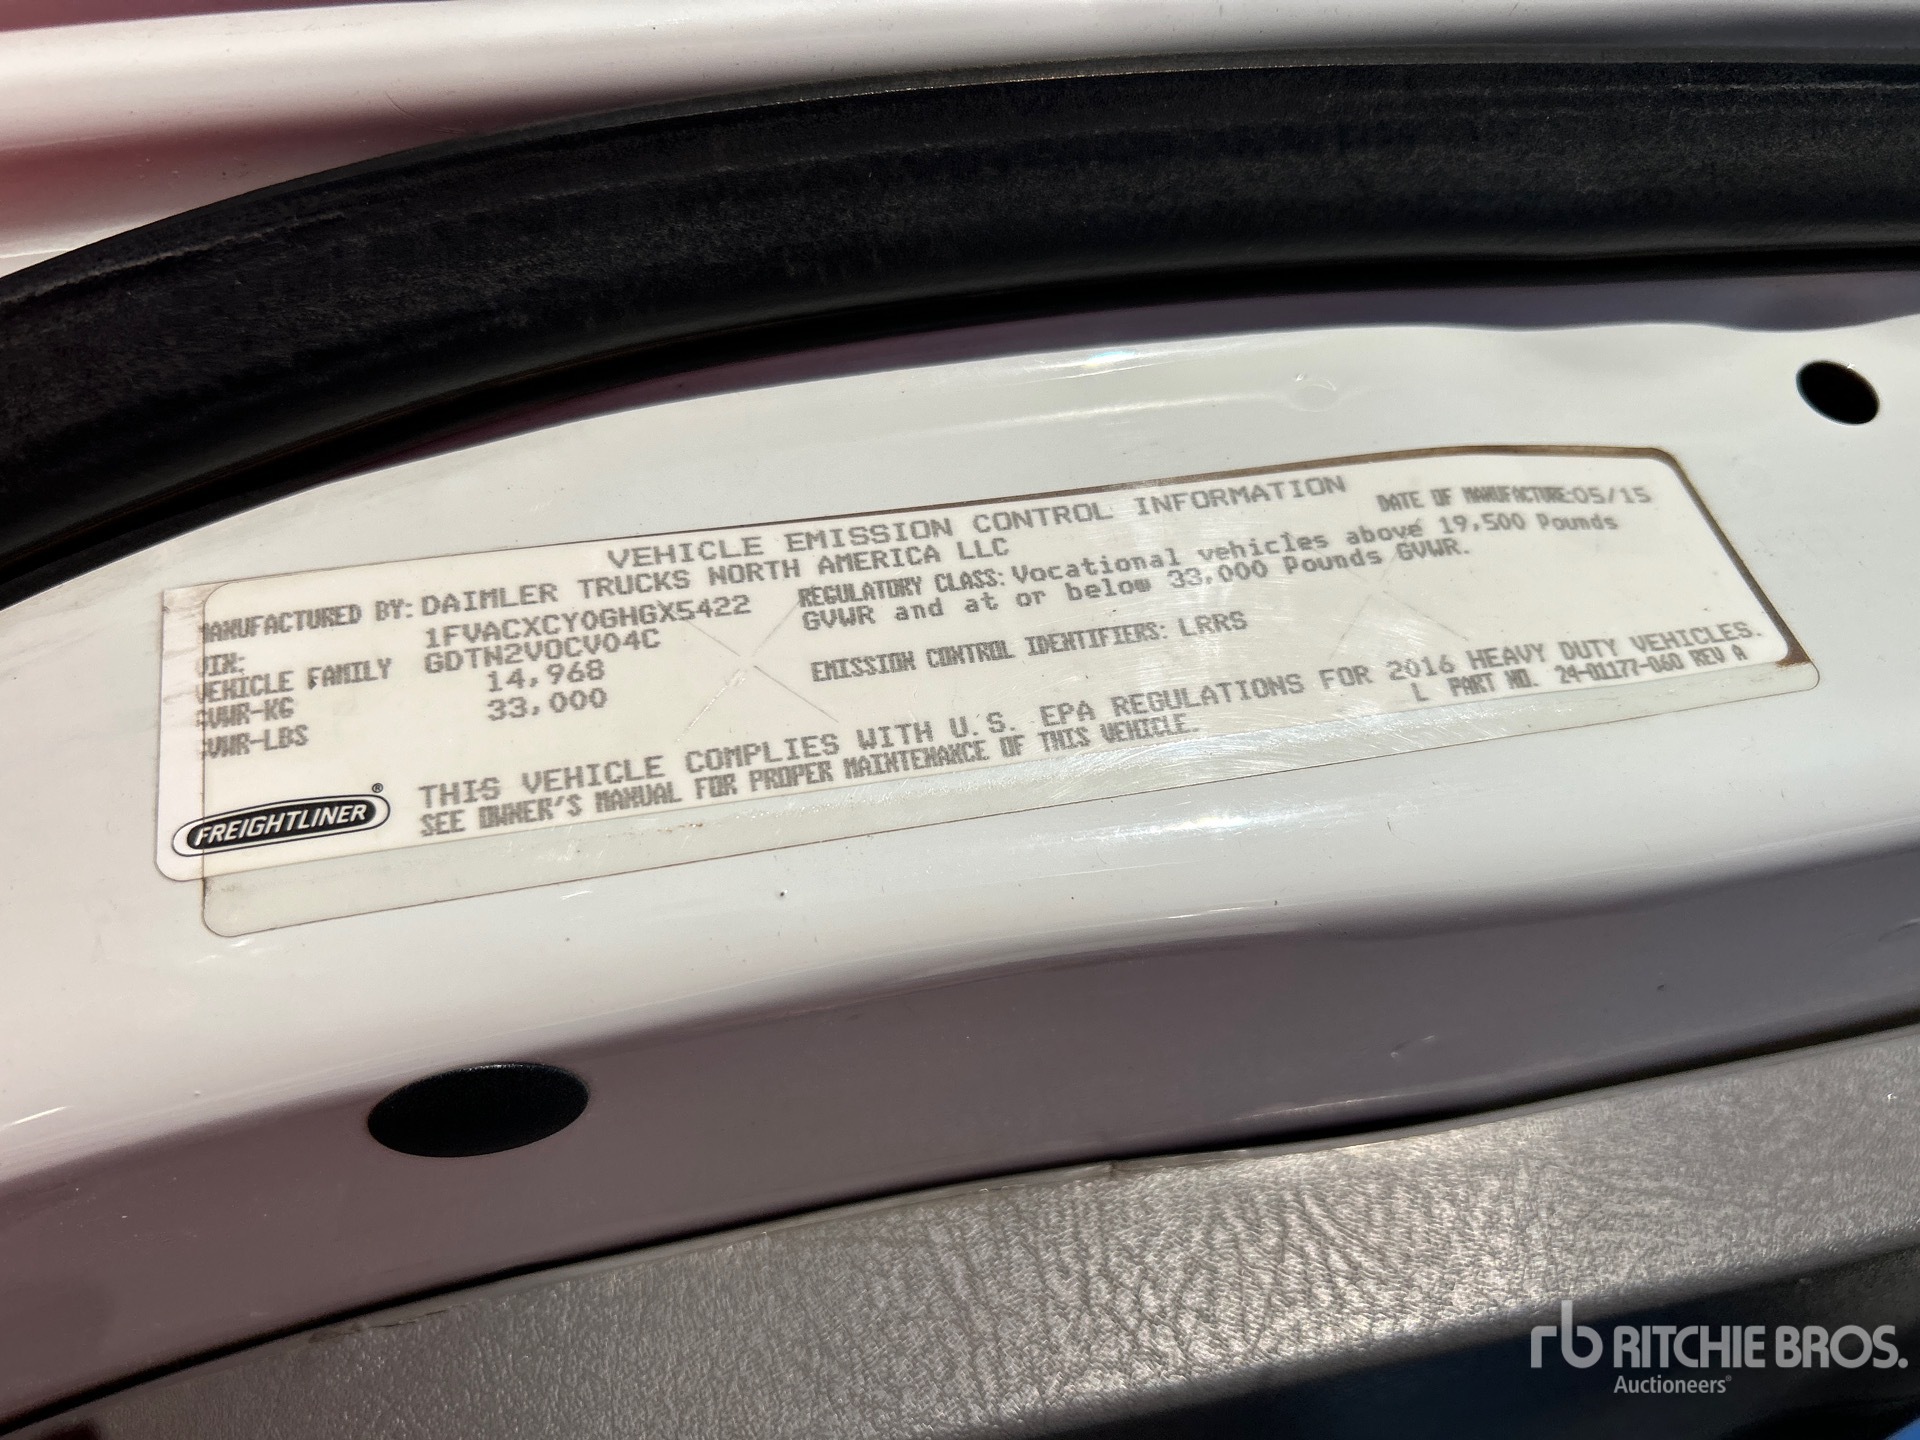 VEHICLE EMISSION CONTROL INFORMATION
DATE OF MANUFACTURE:05/15
MANUFACTURED BY: DAIMLER TRUCKS NORTH AMERICA LLC
VIN: 1FVACXCY0GHGX5422
VEHICLE FAMILY GDTN2VOCV04C
GVWR-KG 14,968
GVWR-LBS 33,000
REGULATORY CLASS: Vocational vehicles above 19,500 Pounds
GVWR and at or below 33,000 Pounds GVWR.
EMISSION CONTROL IDENTIFIERS: LRRS
THIS VEHICLE COMPLIES WITH U.S. EPA REGULATIONS FOR 2016 HEAVY DUTY VEHICLES.
SEE OWNER'S MANUAL FOR PROPER MAINTENANCE OF THIS VEHICLE.
L PART NO. 24-01177-060 REV A
FREIGHTLINER®
rb RITCHIE BROS.
Auctioneers®